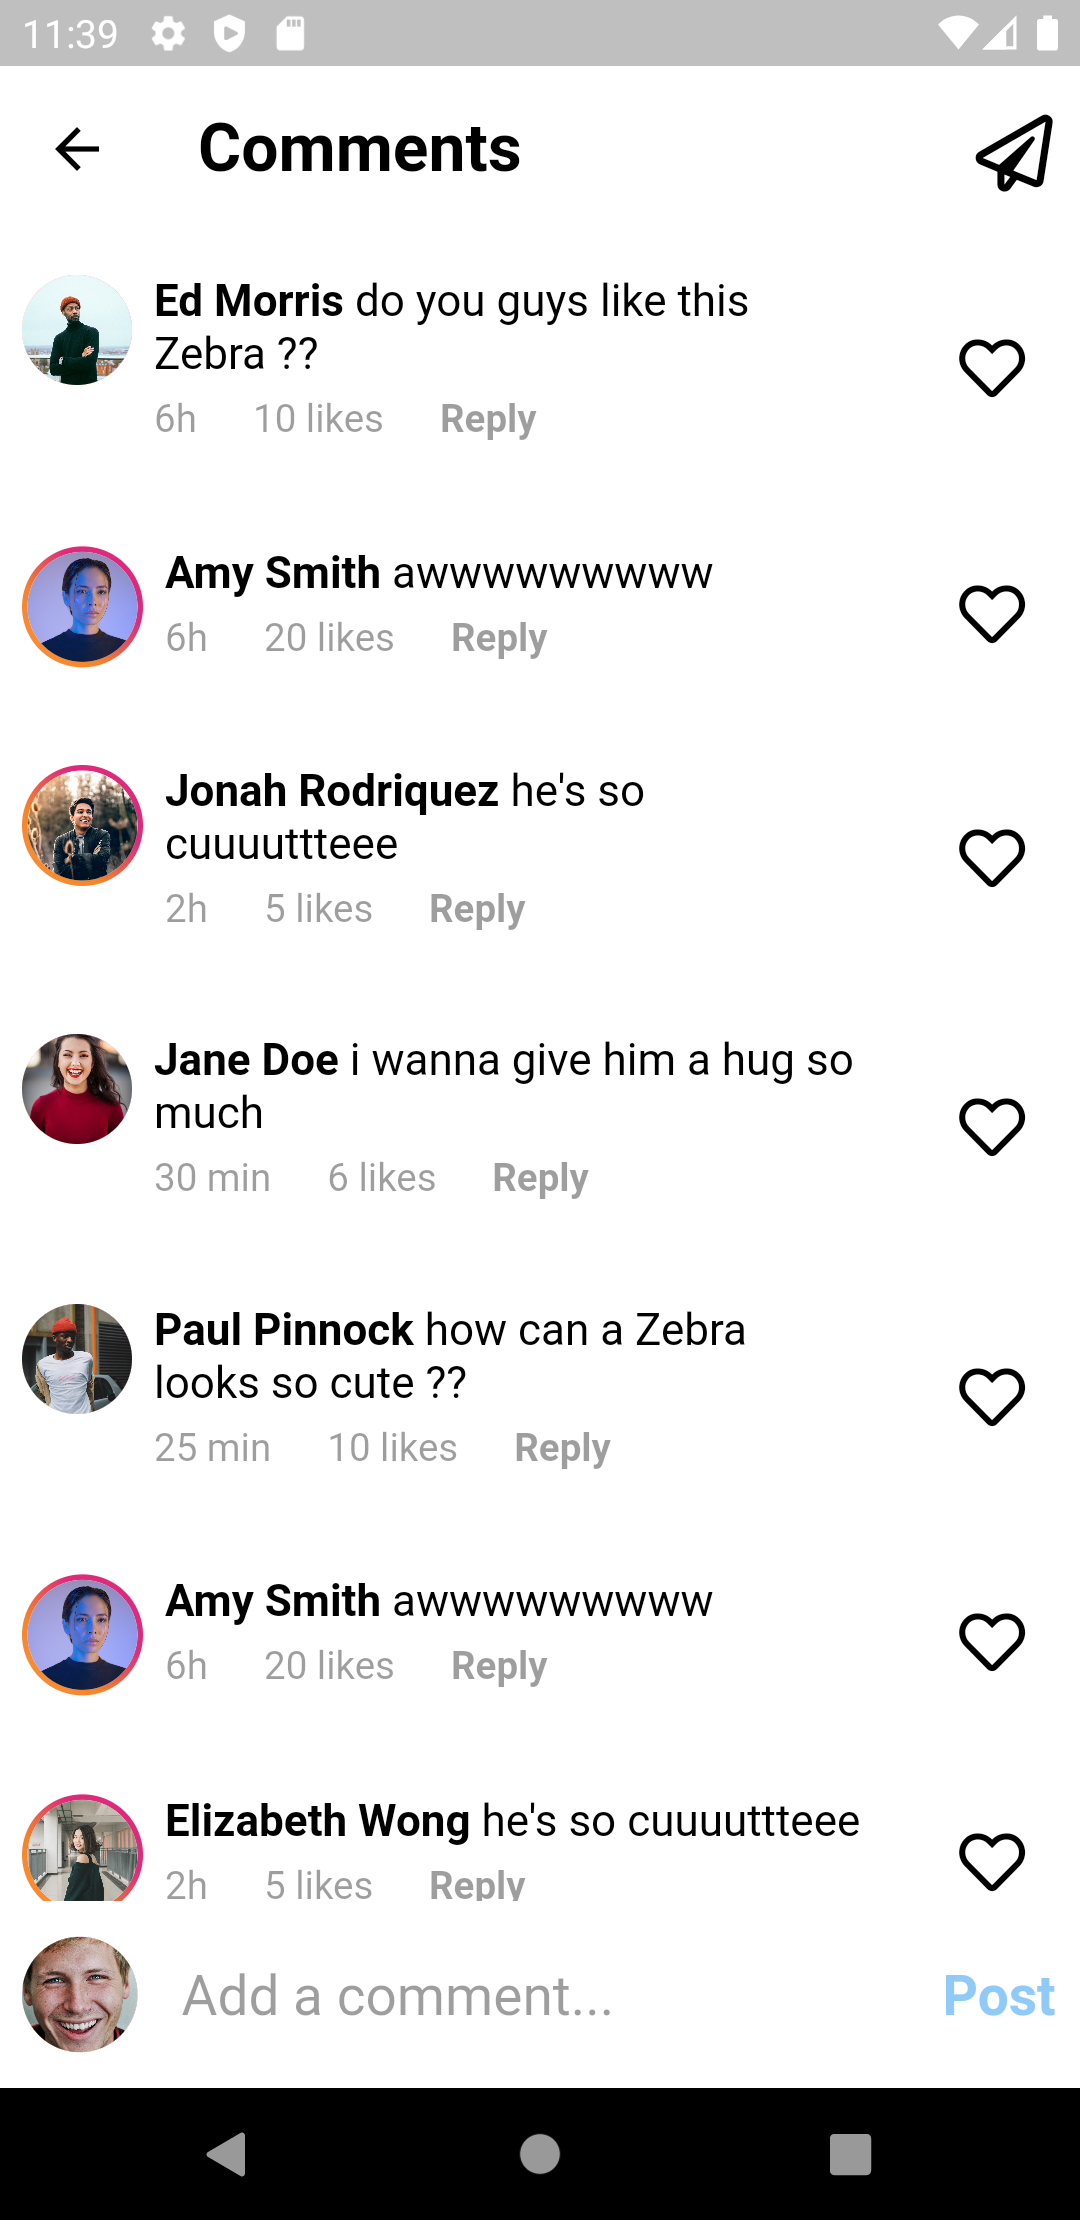 11:39
Comments
Ed Morris do you guys like this
Zebra ??
6h 10 likes Reply
Amy Smith awwwwwwwww
6h 20 likes Reply
Jonah Rodriquez he's so
cuuuuttteee
2h 5 likes Reply
Jane Doe i wanna give him a hug so
much
30 min 6 likes Reply
Paul Pinnock how can a Zebra
looks so cute ??
25 min 10 likes Reply
Amy Smith awwwwwwwww
6h 20 likes Reply
Elizabeth Wong he's so cuuuuttteee
2h 5 likes Reply
Add a comment... Post